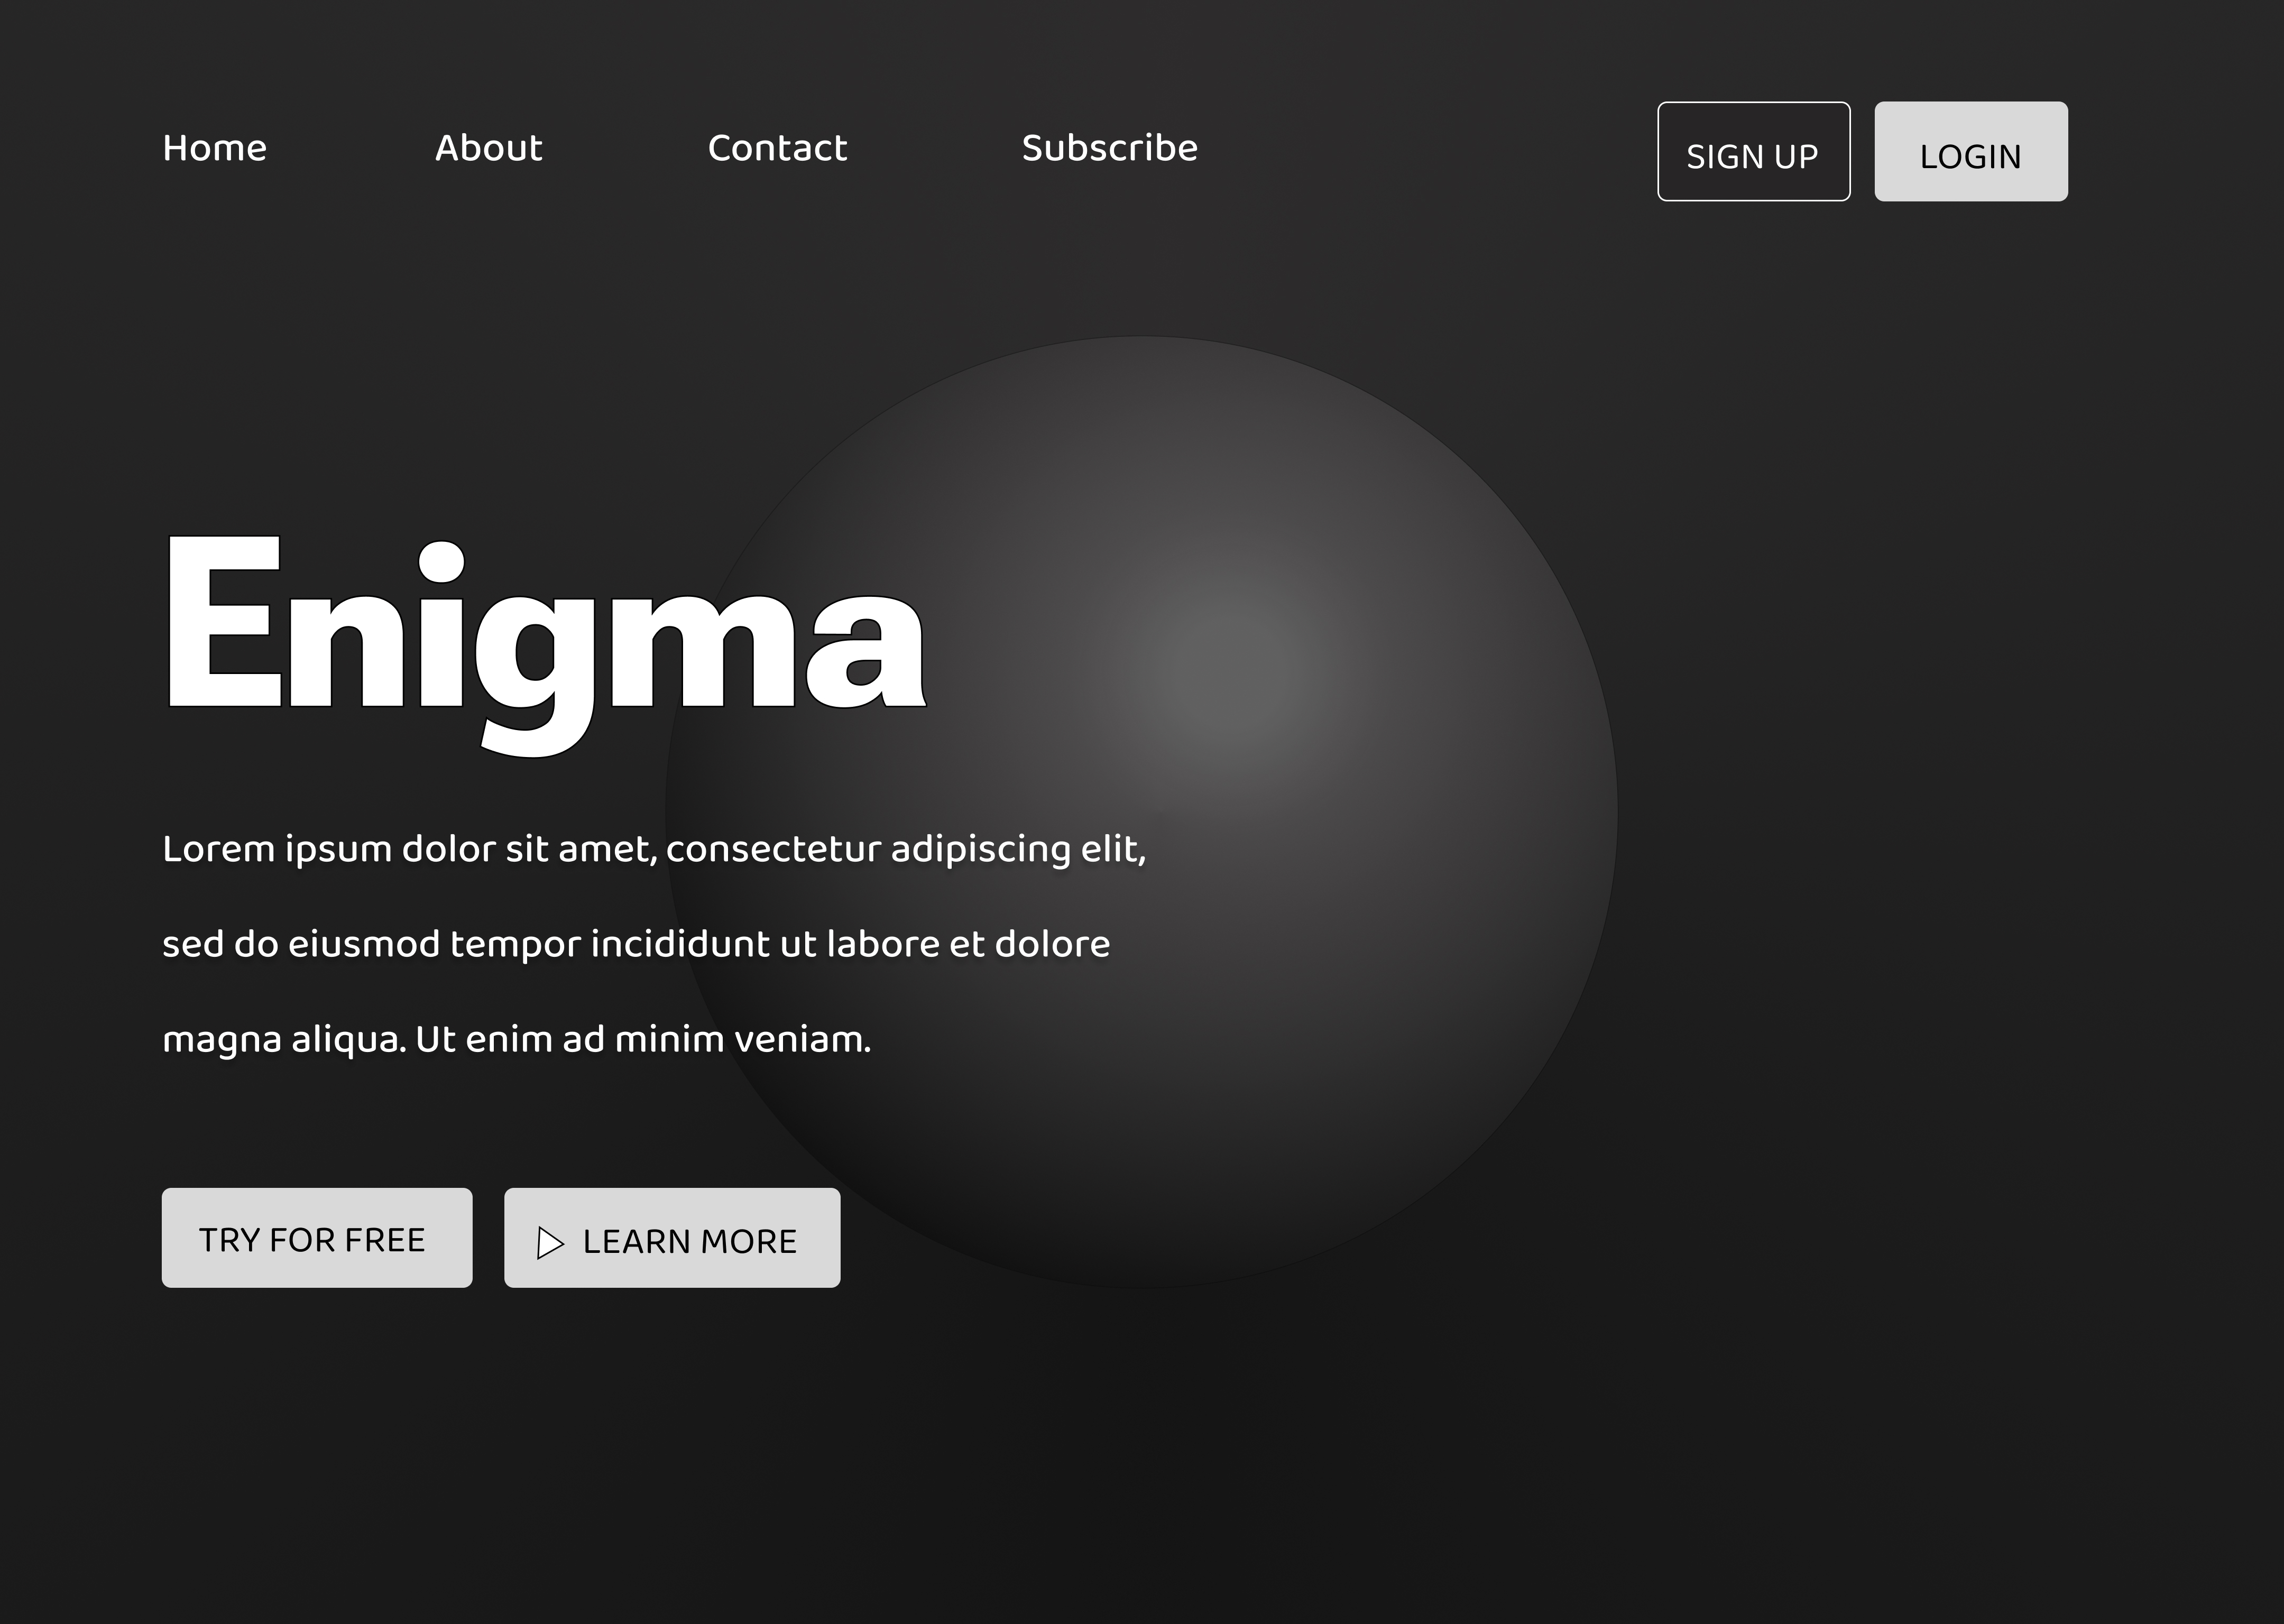 Home About Contact Subscribe SIGN UP LOGIN
Enigma
Lorem ipsum dolor sit amet, consectetur adipiscing elit,
sed do eiusmod tempor incididunt ut labore et dolore
magna aliqua. Ut enim ad minim veniam.
TRY FOR FREE LEARN MORE